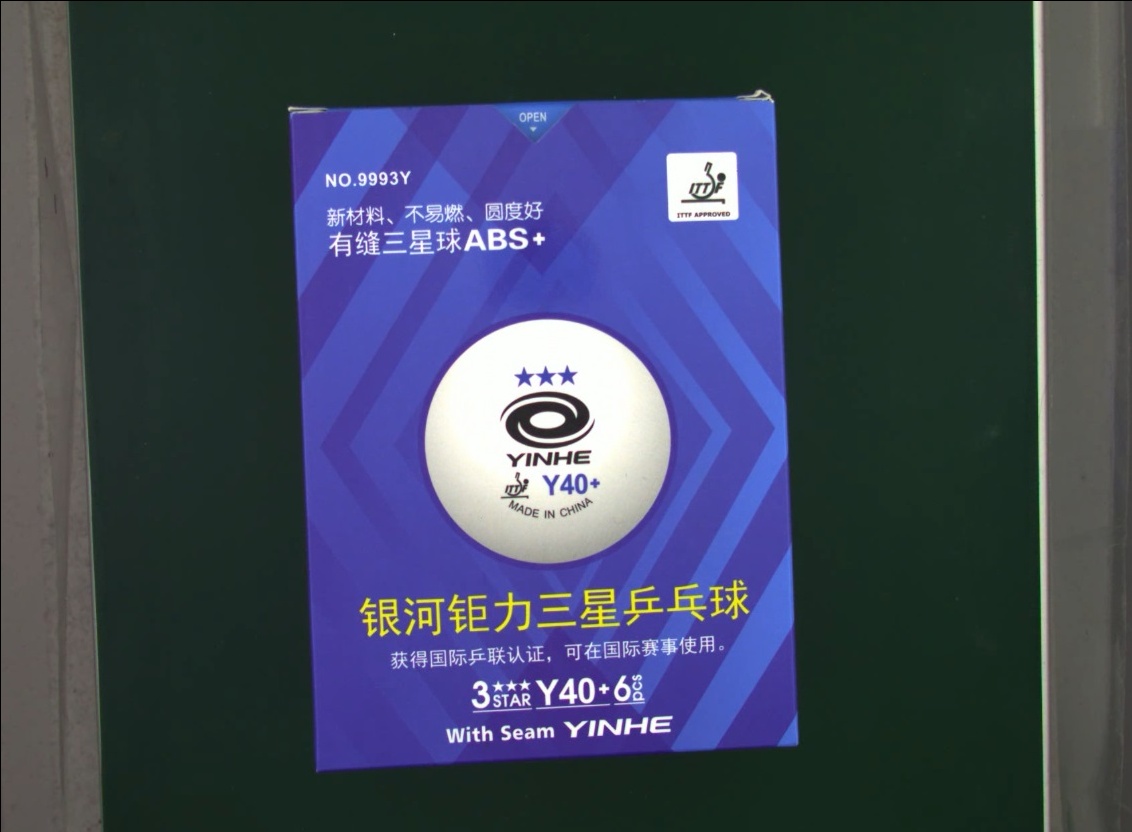 OPEN
NO.9993Y
新材料、不易燃、圆度好
有缝三星球ABS+
ITTF
ITTF APPROVED
YINHE
ITTF Y40+
MADE IN CHINA
银河钜力三星乒乓球
获得国际乒联认证，可在国际赛事使用。
3 STAR Y40+ 6 pcs
With Seam YINHE